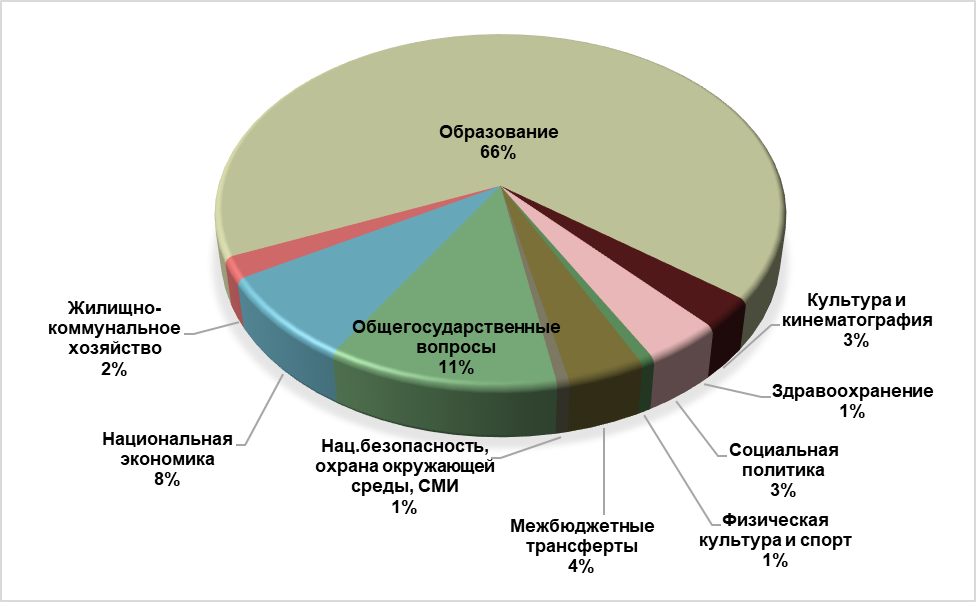 Образование
66%
Культура и
кинематография
3%
Здравоохранение
1%
Социальная
политика
3%
Физическая
культура и спорт
1%
Межбюджетные
трансферты
4%
Нац.безопасность,
охрана окружающей
среды, СМИ
1%
Общегосударственные
вопросы
11%
Национальная
экономика
8%
Жилищно-
коммунальное
хозяйство
2%